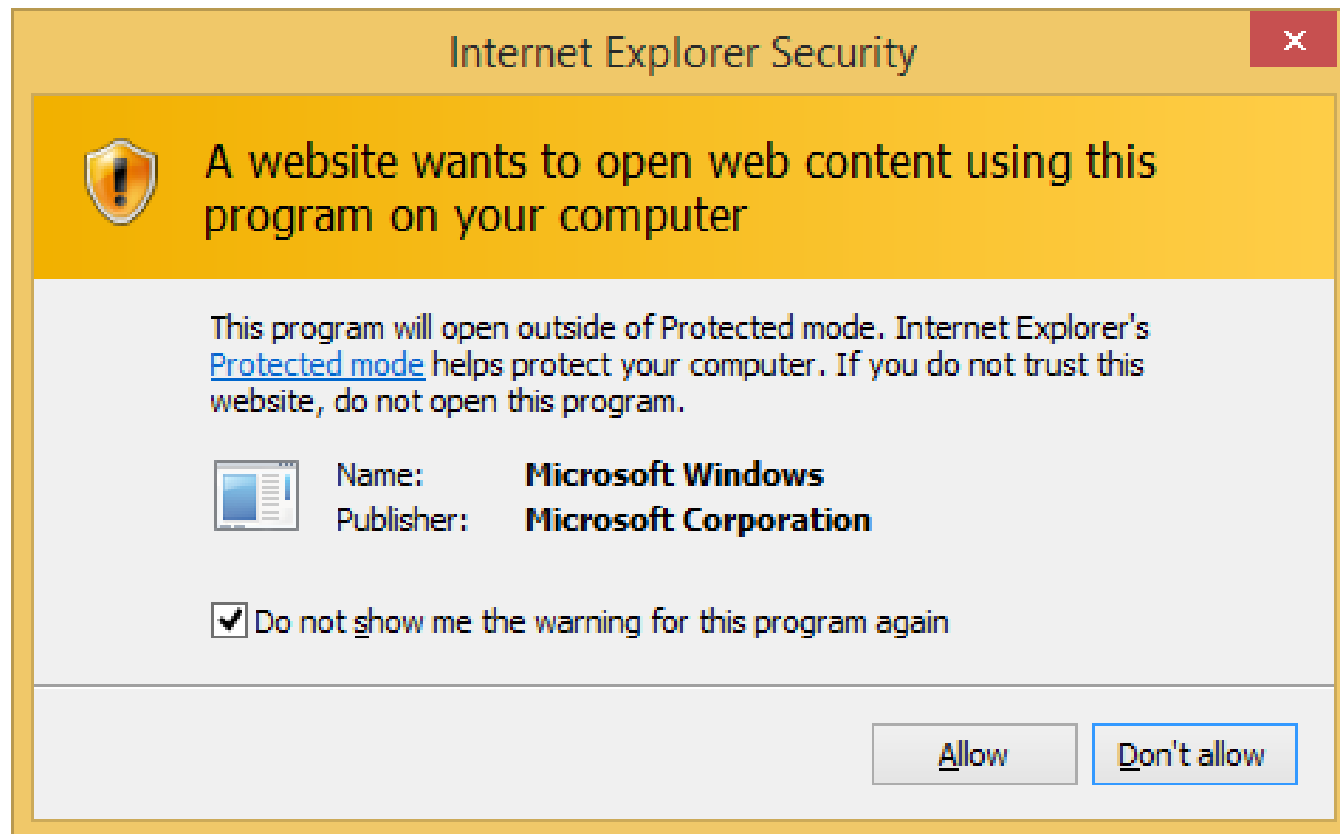 Internet Explorer Security
A website wants to open web content using this
program on your computer
This program will open outside of Protected mode. Internet Explorer's
Protected mode helps protect your computer. If you do not trust this
website, do not open this program.
Name: Microsoft Windows
Publisher: Microsoft Corporation
Do not show me the warning for this program again
Allow Don't allow